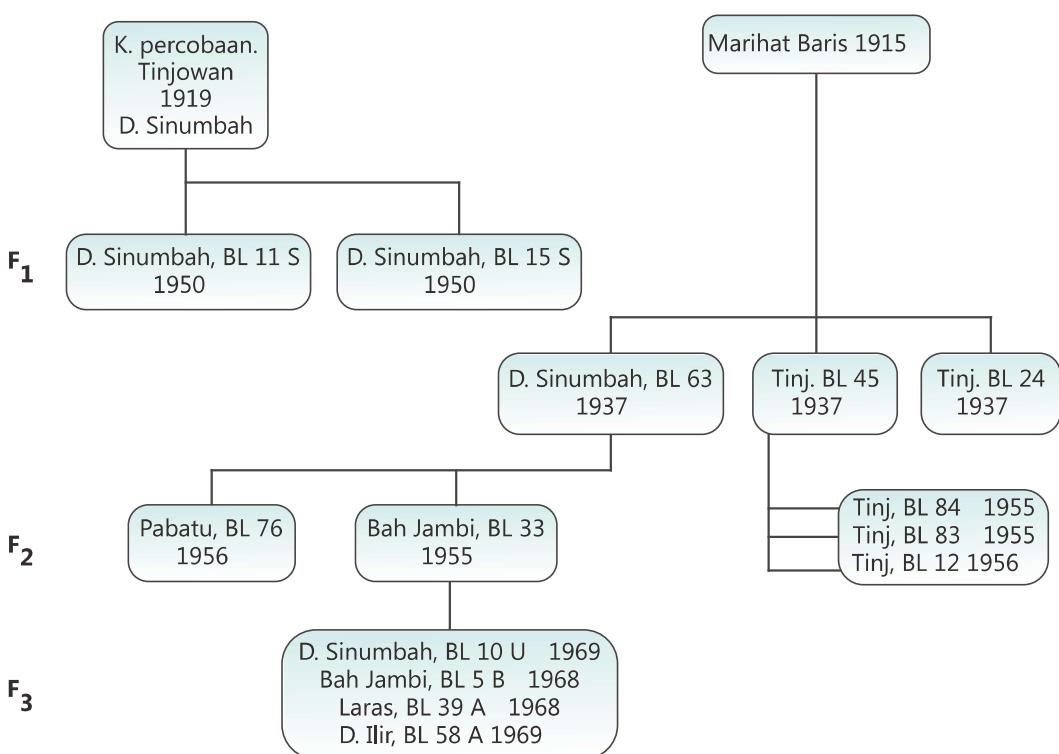 K. percobaan.
Tinjowan
1919
D. Sinumbah
Marihat Baris 1915
F1
D. Sinumbah, BL 11 S
1950
D. Sinumbah, BL 15 S
1950
D. Sinumbah, BL 63
1937
Tinj. BL 45
1937
Tinj. BL 24
1937
F2
Pabatu, BL 76
1956
Bah Jambi, BL 33
1955
Tinj, BL 84 1955
Tinj, BL 83 1955
Tinj, BL 12 1956
F3
D. Sinumbah, BL 10 U 1969
Bah Jambi, BL 5 B 1968
Laras, BL 39 A 1968
D. Ilir, BL 58 A 1969